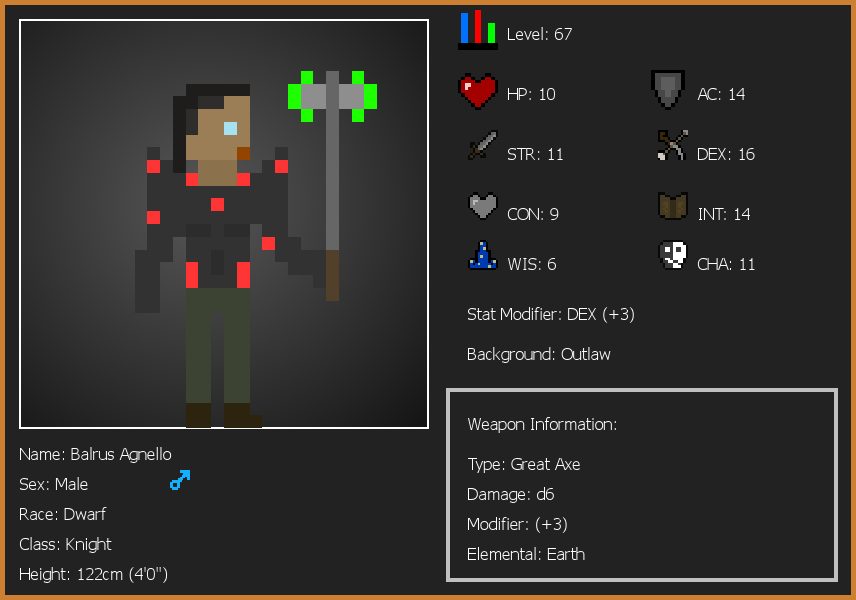 Level: 67
HP: 10
AC: 14
STR: 11
DEX: 16
CON: 9
INT: 14
WIS: 6
CHA: 11
Stat Modifier: DEX (+3)
Background: Outlaw
Weapon Information:
Type: Great Axe
Damage: d6
Modifier: (+3)
Elemental: Earth
Name: Balrus Agnello
Sex: Male
Race: Dwarf
Class: Knight
Height: 122cm (4'0")